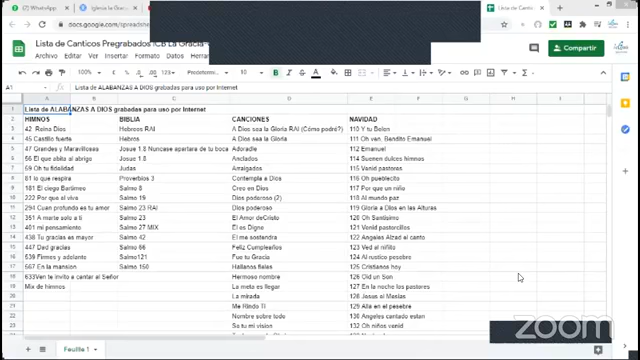 (2) WhatsApp
Iglesia la Gracia
Lista de Canto
docs.google.com/spreadshee
Lista de Canticos Pregrabados ICB La Gracia
Archivo Editar Ver Insertar Formato Datos
Compartir
100% Predetermi... 10 B
A1 Lista de ALABANZAS A DIOS grabadas para uso por Internet
A B C D E F G H I
1 Lista de ALABANZAS A DIOS grabadas para uso por Internet
2 HIMNOS BIBLIA CANCIONES NAVIDAD
3 42 Reina Dios Hebreos RAI A Dios sea la Gloria RAI (Cómo podré?) 110 Y tu Belen
4 45 Castillo fuerte Hebreos A Dios sea la Gloria 111 Oh ven, Bendito Emanuel
5 47 Grandes y Maravillosas Josue 1.8 Nuncase apartara de tu boca Adoradle 112 Emanuel
6 56 El que abita al abrigo Josue 1.8 Anclados 114 Suenen dulces himnos
7 59 Oh tu fidelidad Judas Arraigados 115 Venid pastores
8 81 lo que respira Proverbios 3 Contempla a Dios 116 Oh pueblecito
9 181 El ciego Bartimeo Salmo 8 Creo en Dios 117 Por que un niño
10 222 Por que el vive Salmo 19 Dios poderoso 118 Al mundo paz
11 294 Cuán profundo es tu amor Salmo 23 RAI Dios poderoso (2) 119 Gloria a Dios en las Alturas
12 351 A marte solo a ti Salmo 23 El Amor deCristo 120 Oh Santisimo
13 401 mi pensamiento Salmo 27 MIX El es Digno 121 Venid pastorcilles
14 438 Tu gracias es mayor Salmo 42 El me sostendra 122 Angeles Alzad el canto
15 447 Dad gracias Salmo 66 Feliz Cumpleaños 123 Ved al niñito
16 539 Firmes y adelante Salmo121 Fue tu Gracia 124 Al rustico pesebre
17 567 En la mansion Salmo 150 Hallanos fieles 125 Cristianos hoy
18 633Ven te invito a cantar al Señor Hermoso nombre 126 Old un Son
19 Mix de himnos La meta es llegar 127 En la noche los pastores
20 La mirada 128 Jesus al Mesias
21 Me Rindo TI 129 Allá en el pesebre
22 Nombre sobre todo 130 Angeles cantado estan
23 So tu mi vision 132 Oh niños venid
Feuille 1
zoom